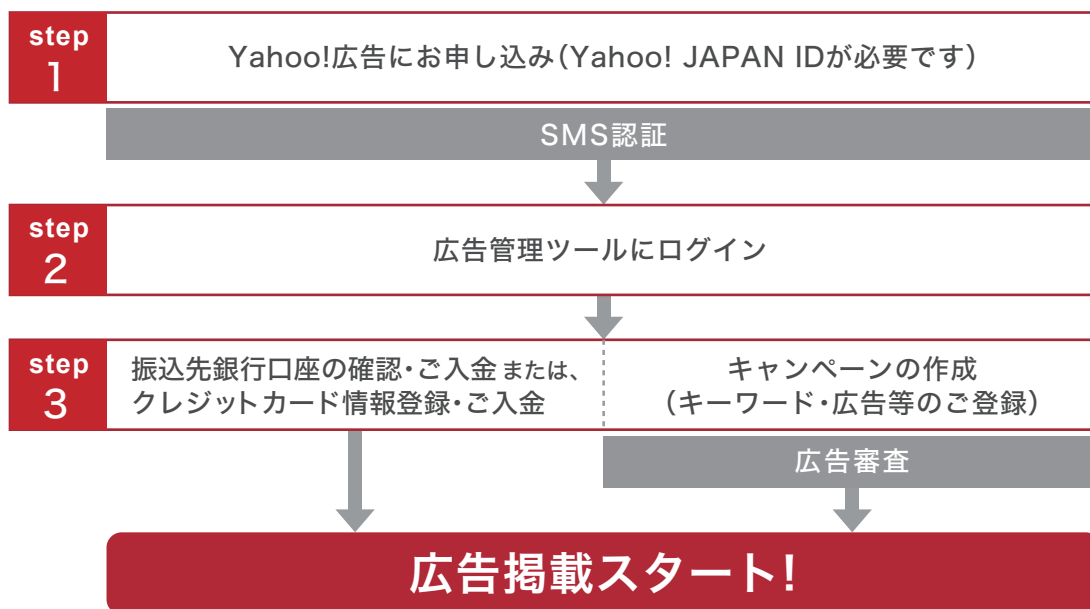 step
1
Yahoo!広告にお申し込み（Yahoo! JAPAN IDが必要です）
SMS認証
step
2
広告管理ツールにログイン
step
3
振込先銀行口座の確認・ご入金 または、
クレジットカード情報登録・ご入金
キャンペーンの作成
（キーワード・広告等のご登録）
広告審査
広告掲載スタート！